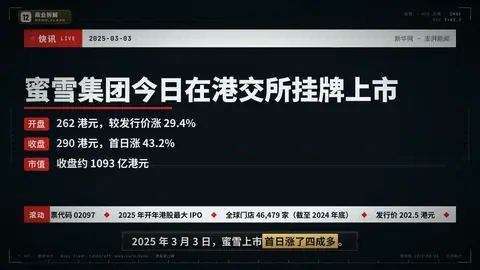 12 商业拆解
快讯 LIVE 2025-03-03 新华网·澎湃新闻
蜜雪集团今日在港交所挂牌上市
开盘 262 港元，较发行价涨 29.4%
收盘 290 港元，首日涨 43.2%
市值 收盘约 1093 亿港元
滚动 票代码 02097 ◆ 2025 年开年港股最大 IPO ◆ 全球门店 46,479 家（截至 2024 年底） ◆ 发行价 202.5 港元 ◆
2025 年 3 月 3 日，蜜雪上市首日涨了四成多。